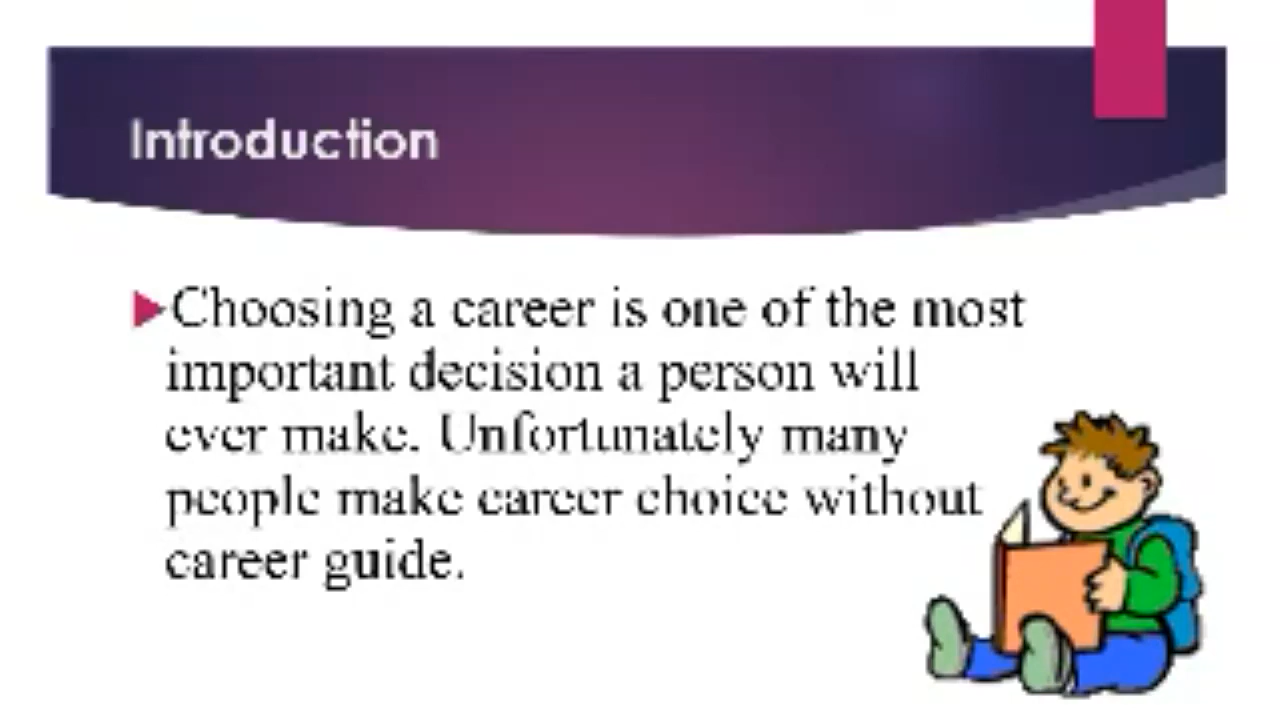 Introduction
Choosing a career is one of the most
important decision a person will
ever make. Unfortunately many
people make career choice without
career guide.